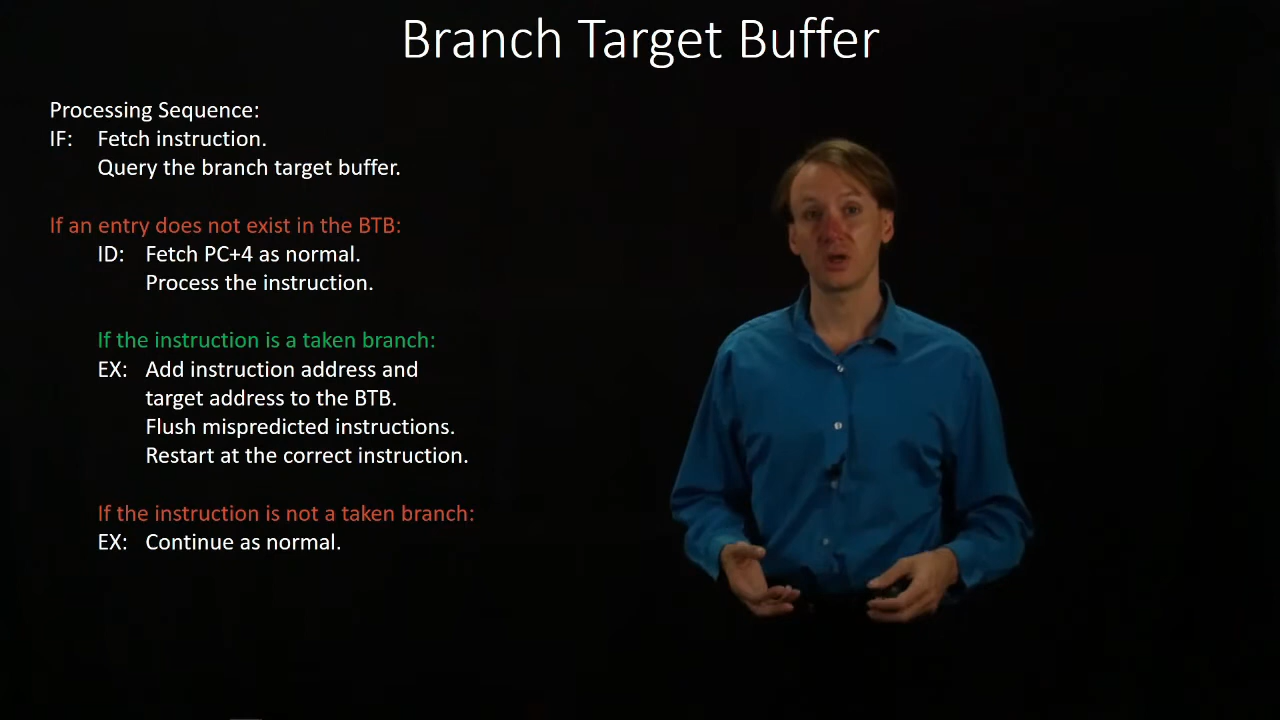 Branch Target Buffer
Processing Sequence:
IF: Fetch instruction.
Query the branch target buffer.
If an entry does not exist in the BTB:
ID: Fetch PC+4 as normal.
Process the instruction.
If the instruction is a taken branch:
EX: Add instruction address and
target address to the BTB.
Flush mispredicted instructions.
Restart at the correct instruction.
If the instruction is not a taken branch:
EX: Continue as normal.